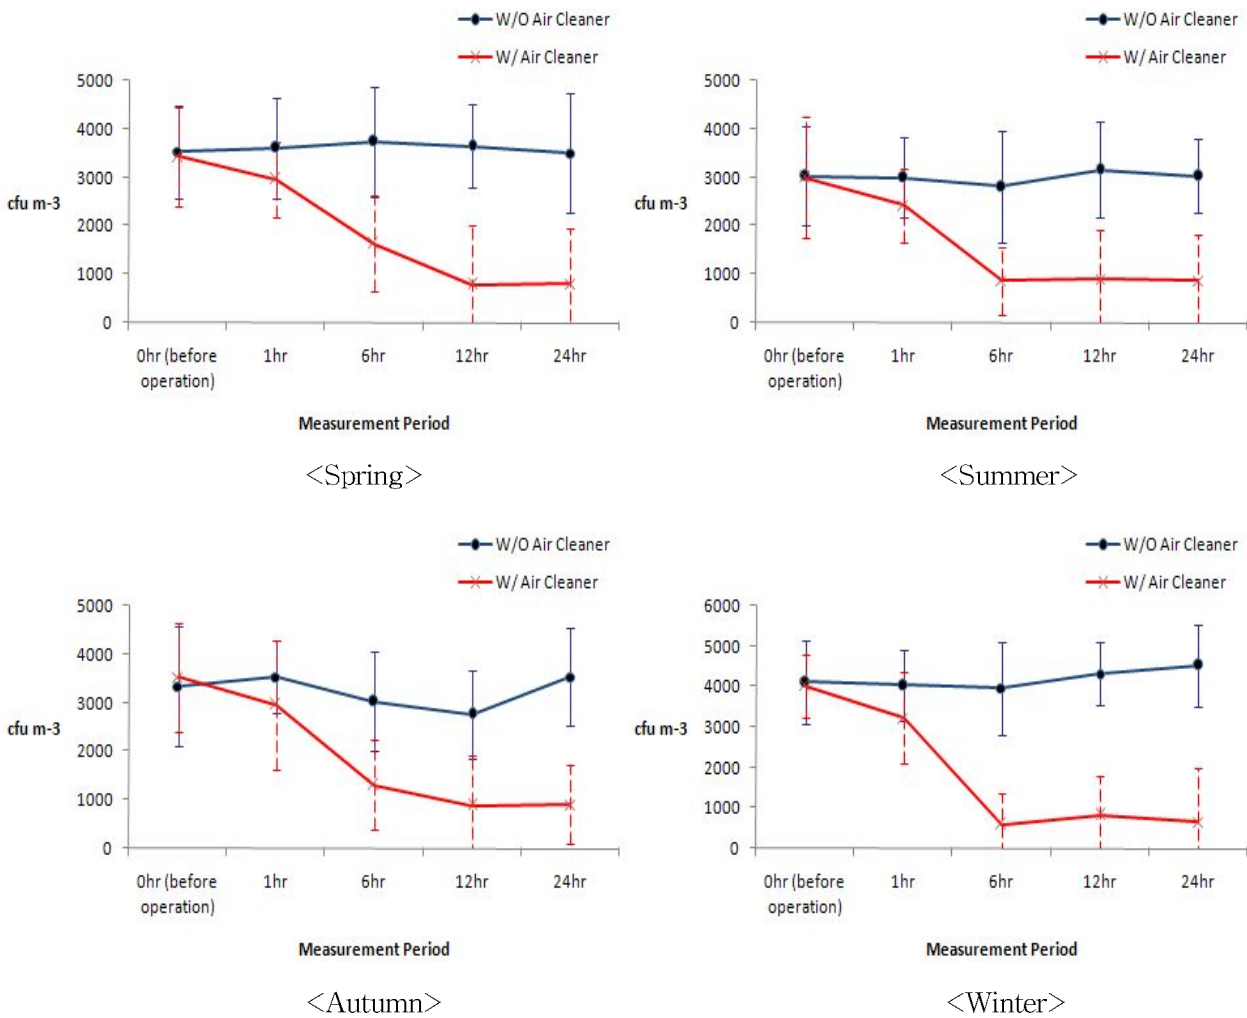 W/O Air Cleaner
W/ Air Cleaner
5000
4000
3000
cfu m-3
2000
1000
0
0hr (before operation)
1hr
6hr
12hr
24hr
Measurement Period
<Spring>
W/O Air Cleaner
W/ Air Cleaner
5000
4000
3000
cfu m-3
2000
1000
0
0hr (before operation)
1hr
6hr
12hr
24hr
Measurement Period
<Summer>
W/O Air Cleaner
W/ Air Cleaner
5000
4000
3000
cfu m-3
2000
1000
0
0hr (before operation)
1hr
6hr
12hr
24hr
Measurement Period
<Autumn>
W/O Air Cleaner
W/ Air Cleaner
6000
5000
4000
3000
cfu m-3
2000
1000
0
0hr (before operation)
1hr
6hr
12hr
24hr
Measurement Period
<Winter>